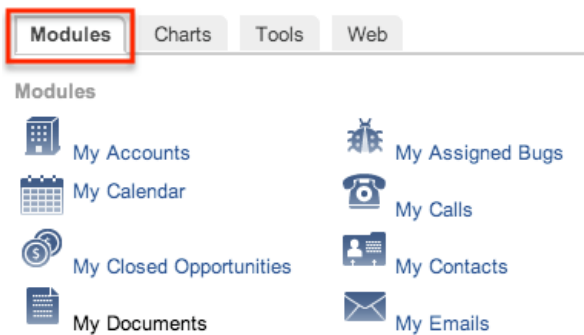 Modules Charts Tools Web
Modules
My Accounts My Assigned Bugs
My Calendar My Calls
My Closed Opportunities My Contacts
My Documents My Emails